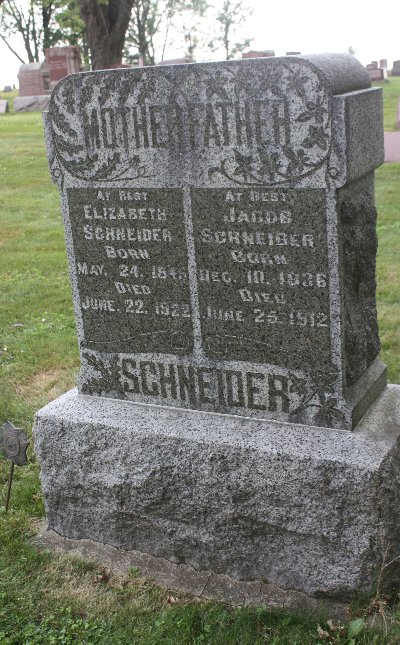 MOTHER FATHER
AT REST
ELIZABETH
SCHNEIDER
BORN
MAY. 24,
DIED
JUNE. 22, 1922
AT REST
JACOB
SCHNEIDER
BORN
DEC. 10, 1836
DIED
JUNE 25, 1912
SCHNEIDER